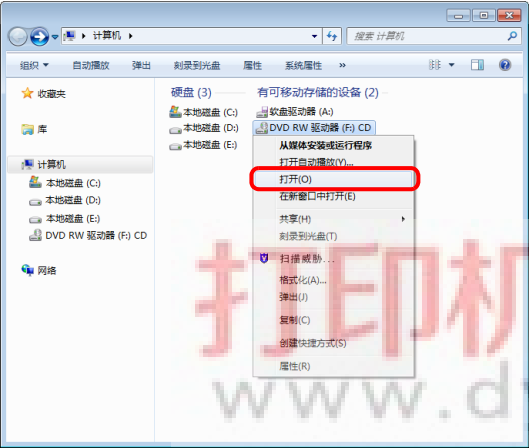 计算机
搜索 计算机
组织 自动播放 弹出 刻录到光盘 属性 系统属性 »
收藏夹
库
计算机
本地磁盘 (C:)
本地磁盘 (D:)
本地磁盘 (E:)
DVD RW 驱动器 (F:) CD
网络
硬盘 (3)
本地磁盘 (C:)
本地磁盘 (D:)
本地磁盘 (E:)
有可移动存储的设备 (2)
软盘驱动器 (A:)
DVD RW 驱动器 (F:) CD
从媒体安装或运行程序
打开自动播放(Y)...
打开(O)
在新窗口中打开(E)
共享(H)
刻录到光盘(T)
扫描威胁...
格式化(A)...
弹出(J)
复制(C)
创建快捷方式(S)
属性(R)
打印机
www.d